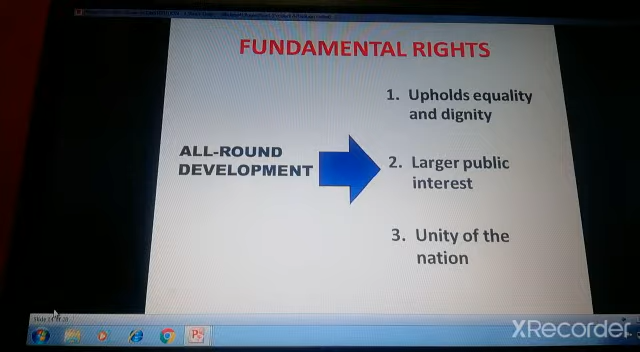 FUNDAMENTAL RIGHTS
1. Upholds equality
and dignity
ALL-ROUND
DEVELOPMENT
2. Larger public
interest
3. Unity of the
nation
XRecorder